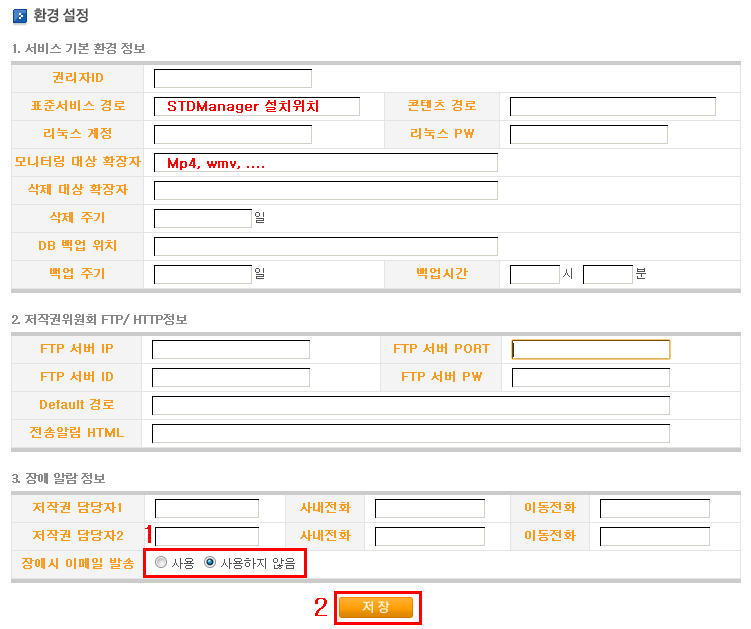 환경 설정
1. 서비스 기본 환경 정보
권리자ID
표준서비스 경로 STDManager 설치위치 콘텐츠 경로
리눅스 계정 리눅스 PW
모니터링 대상 확장자 Mp4, wmv, ....
삭제 대상 확장자
삭제 주기 일
DB 백업 위치
백업 주기 일 백업시간 시 분
2. 저작권위원회 FTP/ HTTP정보
FTP 서버 IP FTP 서버 PORT
FTP 서버 ID FTP 서버 PW
Default 경로
전송알림 HTML
3. 장애 알람 정보
저작권 담당자1 사내전화 이동전화
저작권 담당자2 1 사내전화 이동전화
장애시 이메일 발송 사용 사용하지 않음
2 저장